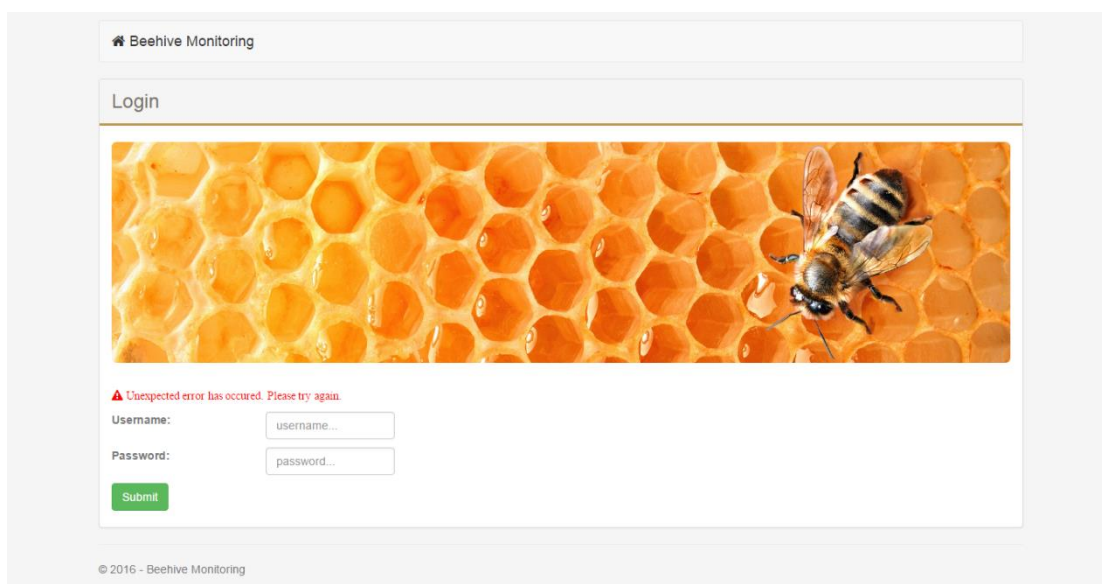 Beehive Monitoring
Login
Unexpected error has occured. Please try again.
Username:
username...
Password:
password...
Submit
© 2016 - Beehive Monitoring